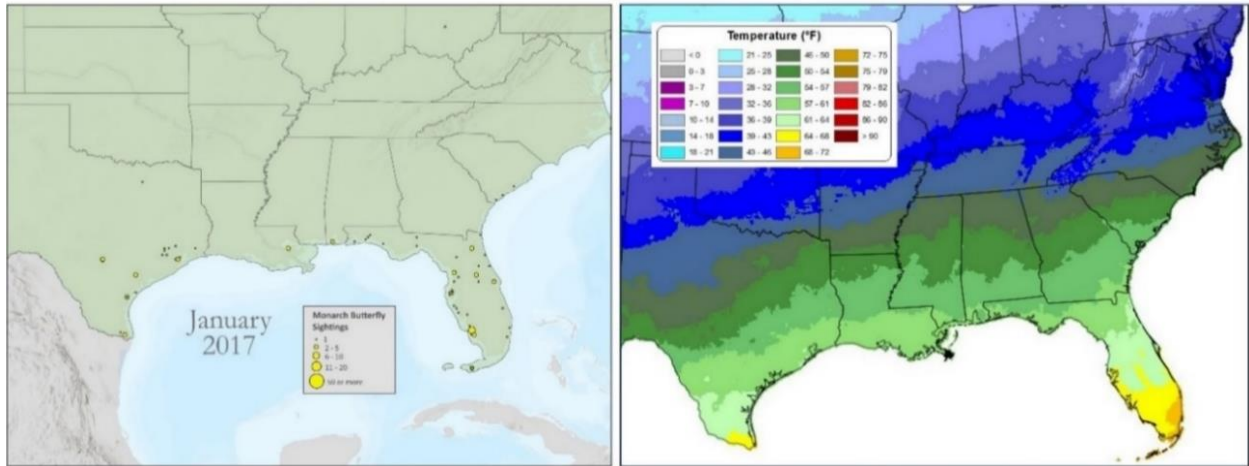 January
2017
Monarch Butterfly
Sightings
1
2 - 5
6 - 10
11 - 20
50 or more
Temperature (°F)
< 0
0 - 3
3 - 7
7 - 10
10 - 14
14 - 18
18 - 21
21 - 25
25 - 28
28 - 32
32 - 36
36 - 39
39 - 43
43 - 46
46 - 50
50 - 54
54 - 57
57 - 61
61 - 64
64 - 68
68 - 72
72 - 75
75 - 79
79 - 82
82 - 86
86 - 90
> 90